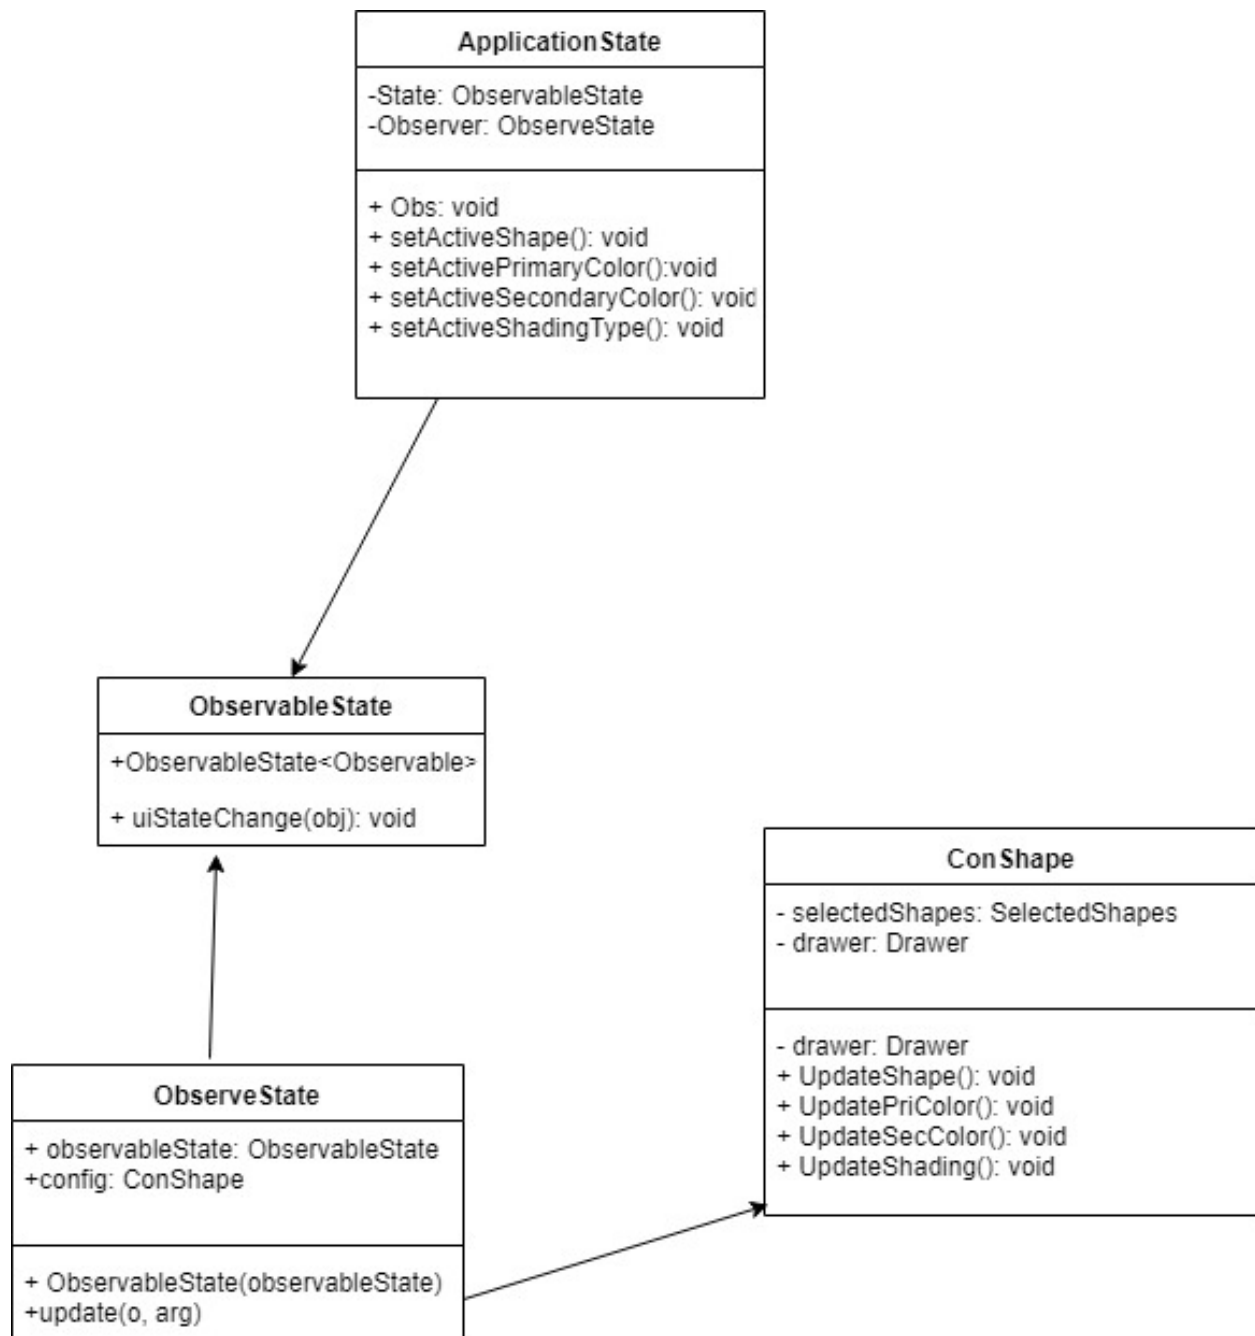 ApplicationState
-State: ObservableState
-Observer: ObserveState
+ Obs: void
+ setActiveShape(): void
+ setActivePrimaryColor():void
+ setActiveSecondaryColor(): void
+ setActiveShadingType(): void
ObservableState
+ObservableState<Observable>
+ uiStateChange(obj): void
ConShape
- selectedShapes: SelectedShapes
- drawer: Drawer
- drawer: Drawer
+ UpdateShape(): void
+ UpdatePriColor(): void
+ UpdateSecColor(): void
+ UpdateShading(): void
ObserveState
+ observableState: ObservableState
+config: ConShape
+ ObservableState(observableState)
+update(o, arg)